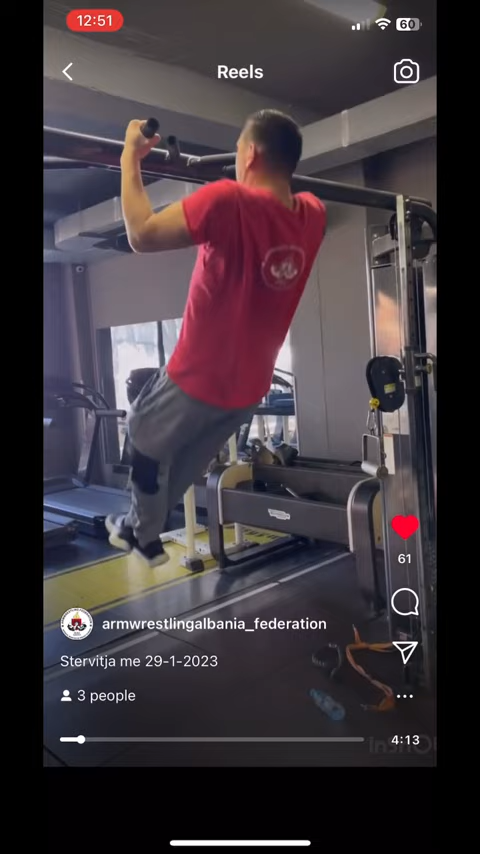 12:51
60
Reels
61
armwrestlingalbania_federation
Stervitja me 29-1-2023
3 people
4:13